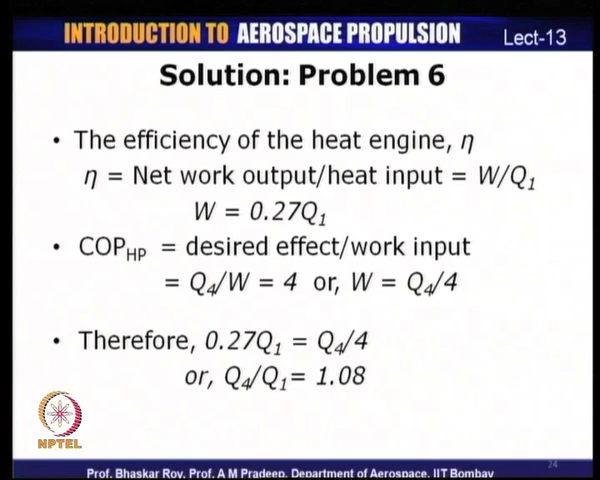 INTRODUCTION TO AEROSPACE PROPULSION Lect-13
Solution: Problem 6
• The efficiency of the heat engine, η
η = Net work output/heat input = W/Q₁
W = 0.27Q₁
• COP_HP = desired effect/work input
= Q₄/W = 4 or, W = Q₄/4
• Therefore, 0.27Q₁ = Q₄/4
or, Q₄/Q₁= 1.08
NPTEL
24
Prof. Bhaskar Roy, Prof. A M Pradeep, Department of Aerospace, IIT Bombay